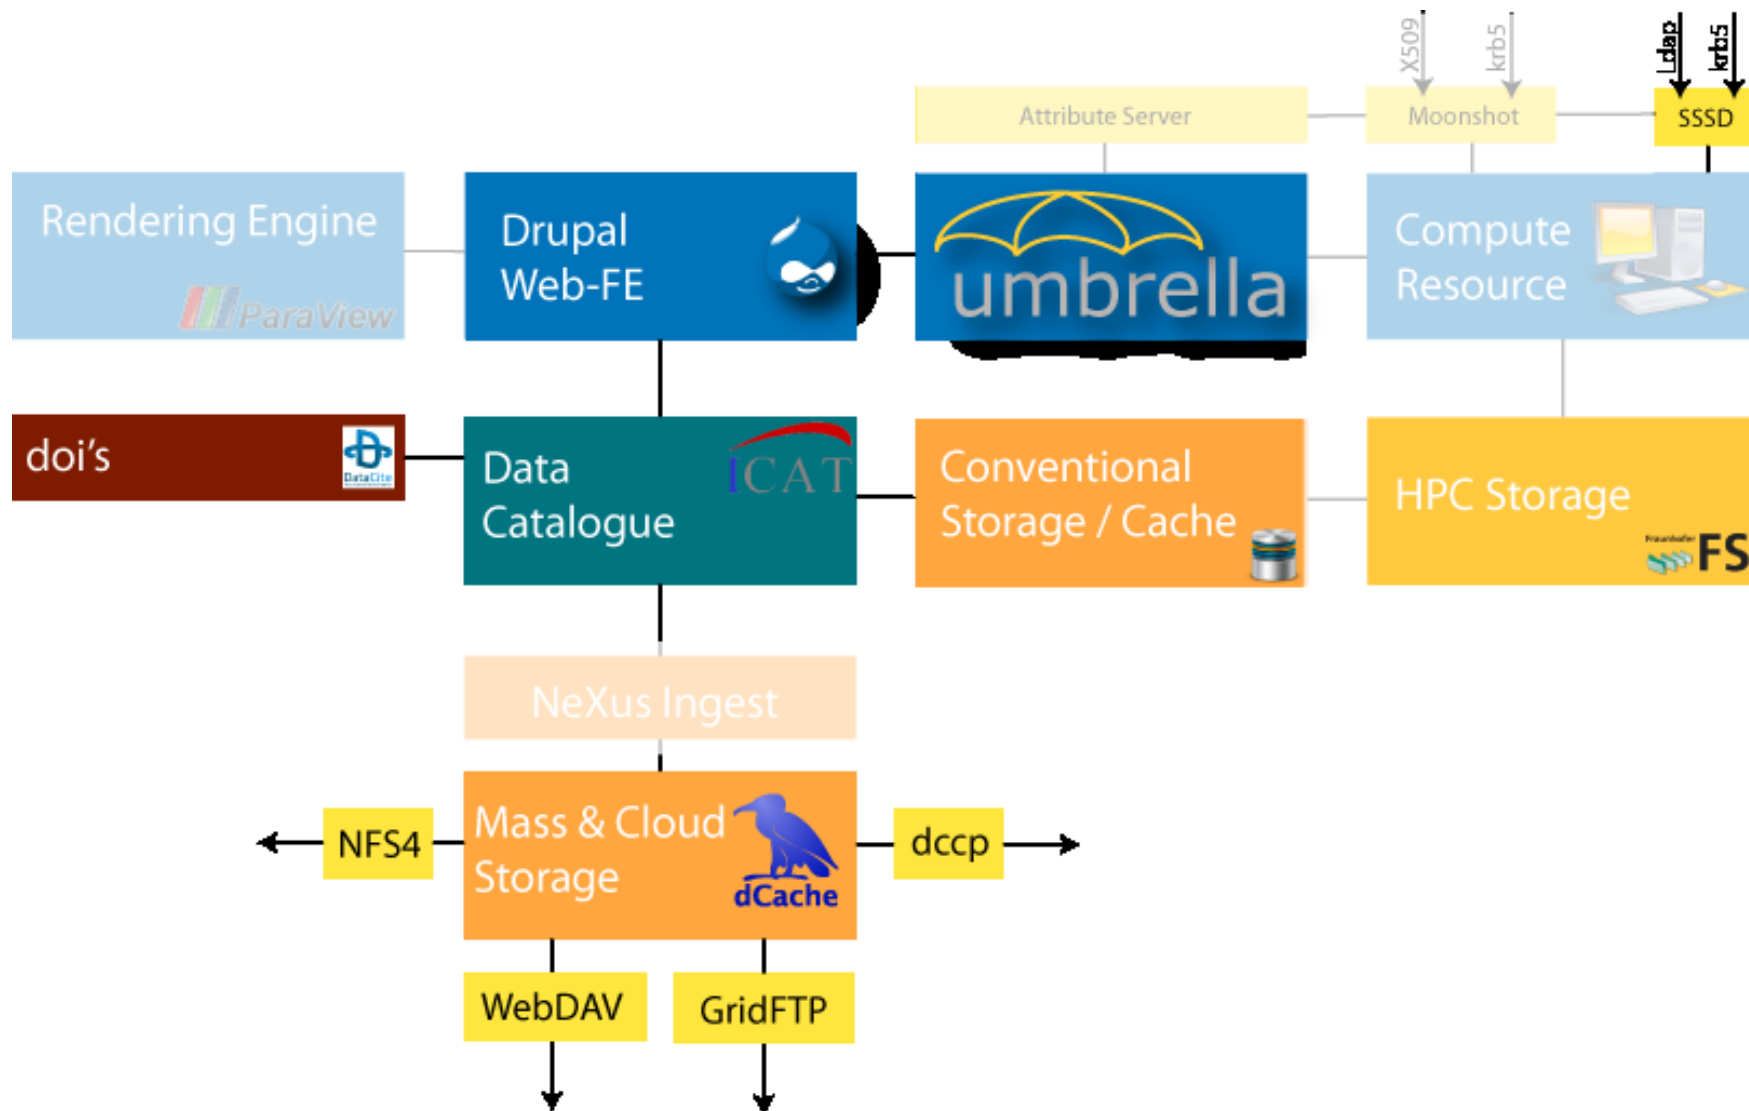 X509
krb5
Ldap
krb5
Attribute Server
Moonshot
SSSD
Rendering Engine
ParaView
Drupal
Web-FE
umbrella
Compute
Resource
doi's
DataCite
Data
Catalogue
ICAT
Conventional
Storage / Cache
HPC Storage
Fraunhofer
FS
NeXus Ingest
NFS4
Mass & Cloud
Storage
dCache
dccp
WebDAV
GridFTP